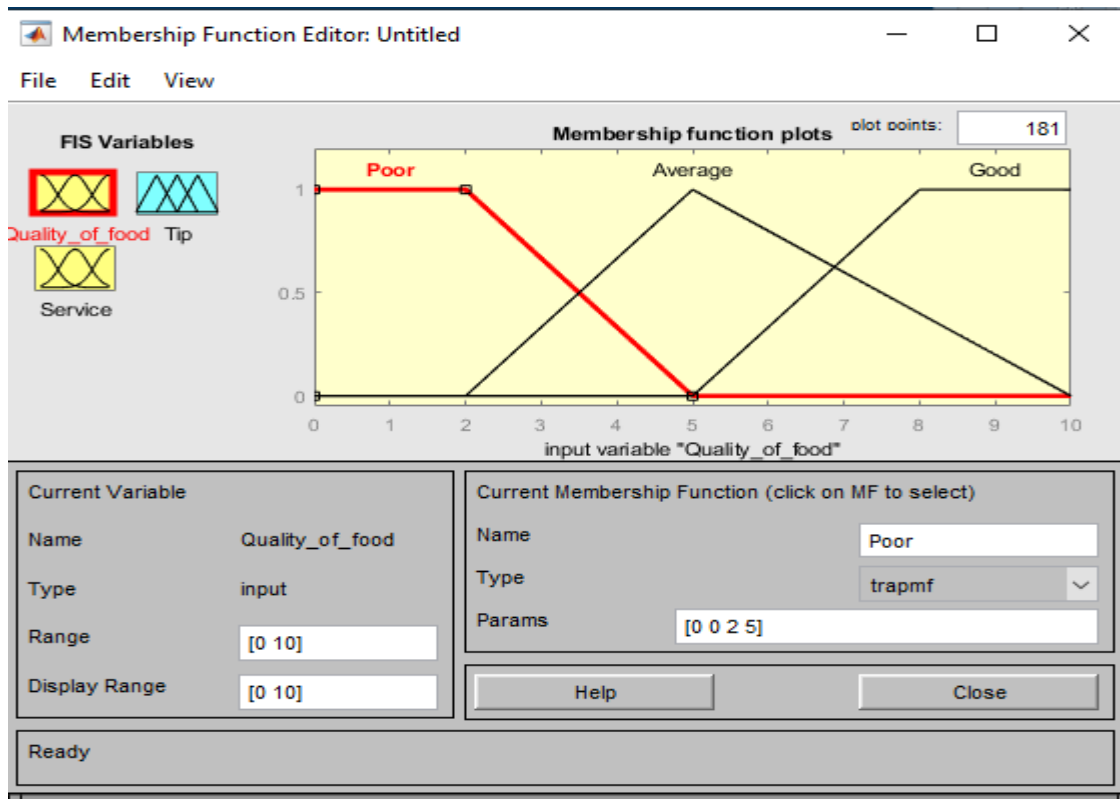 Membership Function Editor: Untitled
File Edit View
FIS Variables
Membership function plots
plot points:
181
Quality_of_food
Tip
Service
Poor
Average
Good
1
0.5
0
0 1 2 3 4 5 6 7 8 9 10
input variable "Quality_of_food"
Current Variable
Name Quality_of_food
Type input
Range [0 10]
Display Range [0 10]
Current Membership Function (click on MF to select)
Name Poor
Type trapmf
Params [0 0 2 5]
Help
Close
Ready